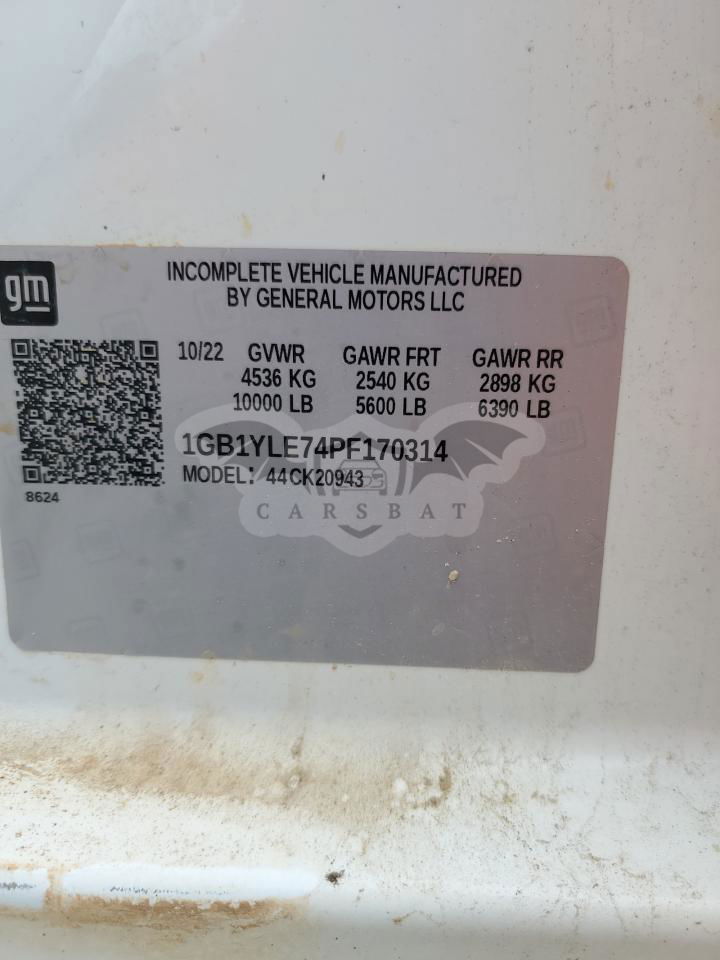 gm
INCOMPLETE VEHICLE MANUFACTURED
BY GENERAL MOTORS LLC
10/22 GVWR GAWR FRT GAWR RR
4536 KG 2540 KG 2898 KG
10000 LB 5600 LB 6390 LB
1GB1YLE74PF170314
MODEL: 44CK20943
8624
CARSBAT